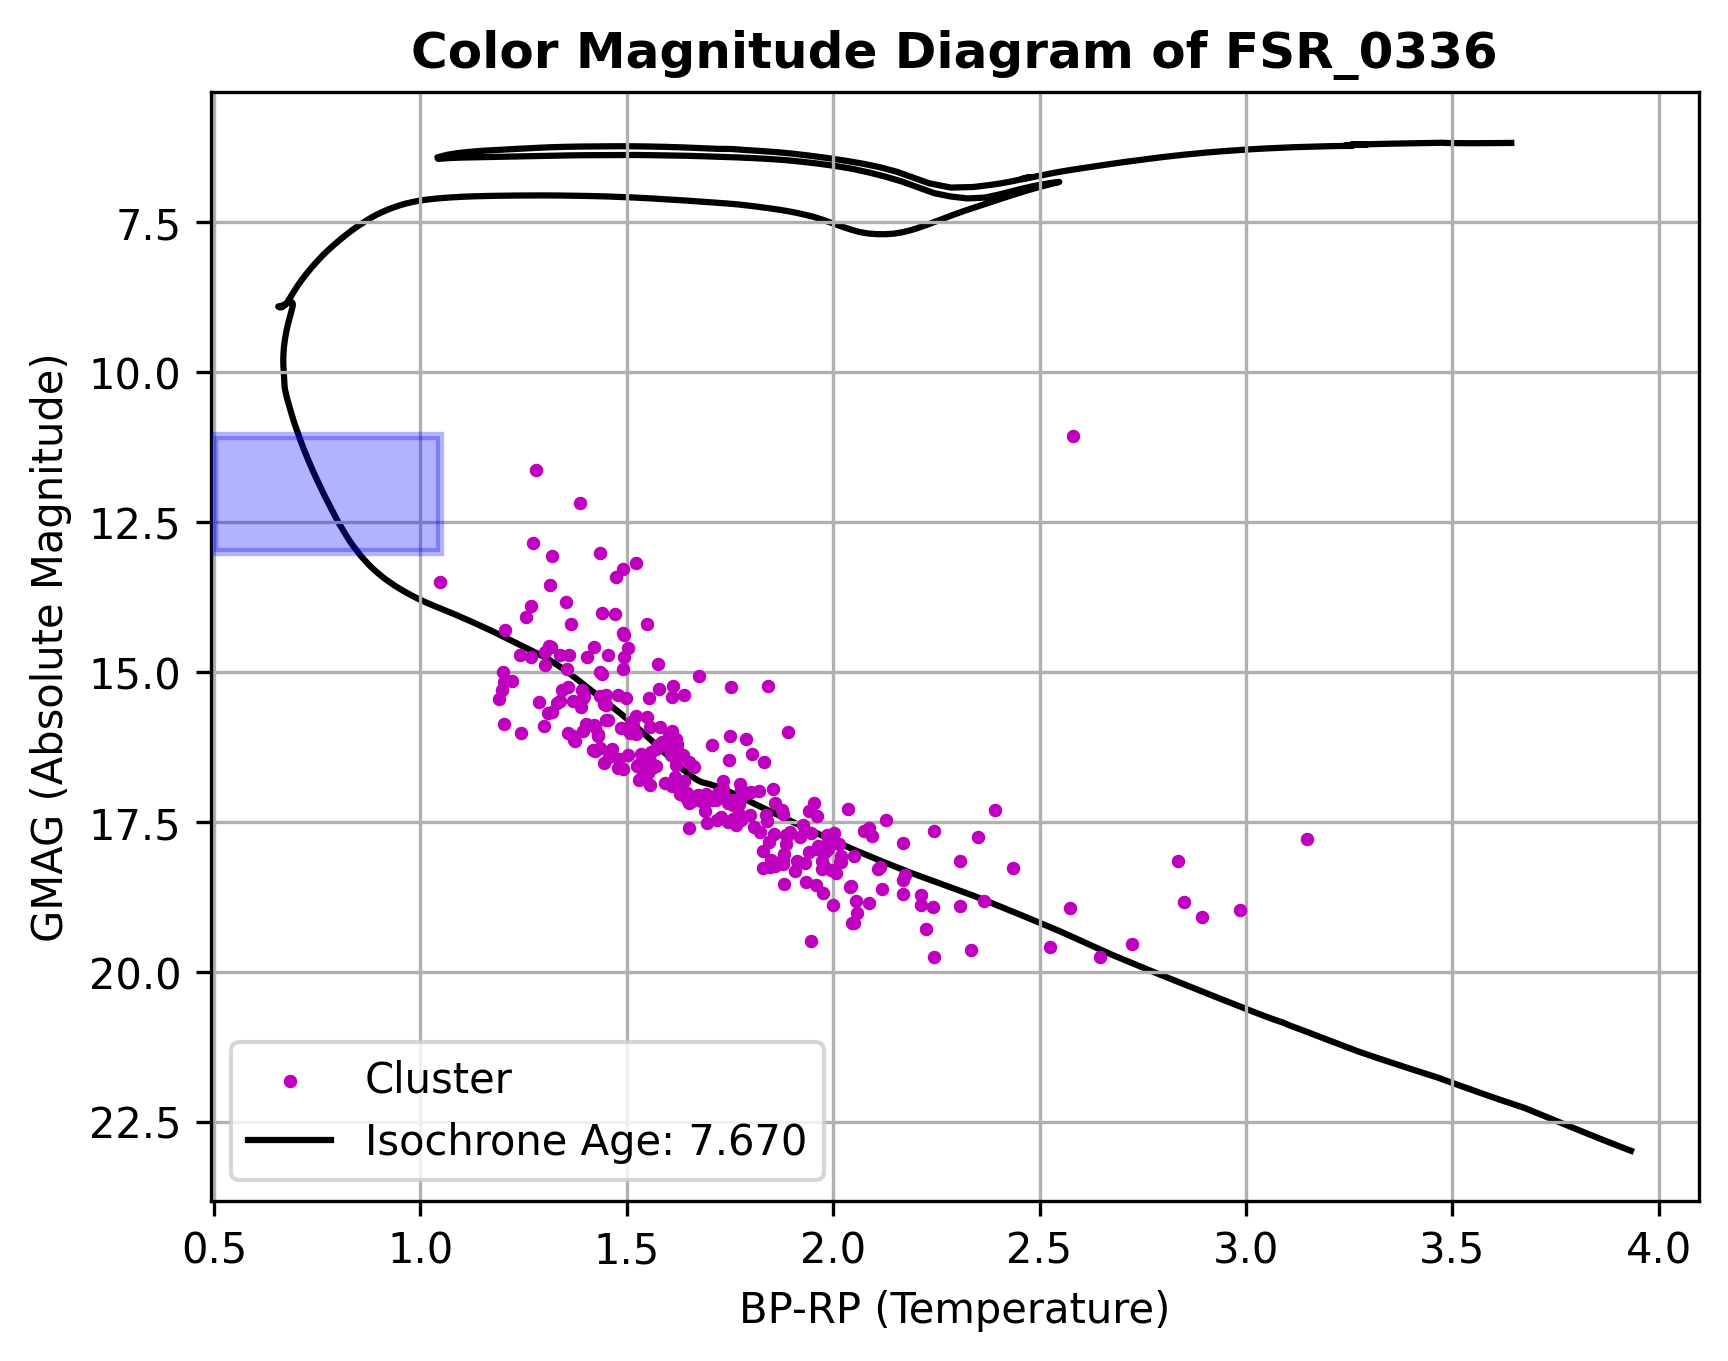 Color Magnitude Diagram of FSR_0336
GMAG (Absolute Magnitude)
7.5
10.0
12.5
15.0
17.5
20.0
22.5
Cluster
Isochrone Age: 7.670
0.5 1.0 1.5 2.0 2.5 3.0 3.5 4.0
BP-RP (Temperature)